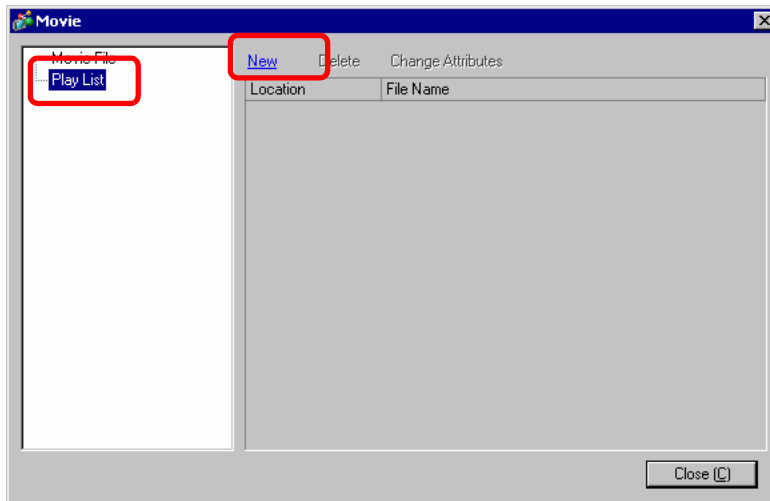 Movie
Movie File
Play List
New Delete Change Attributes
Location File Name
Close (C)